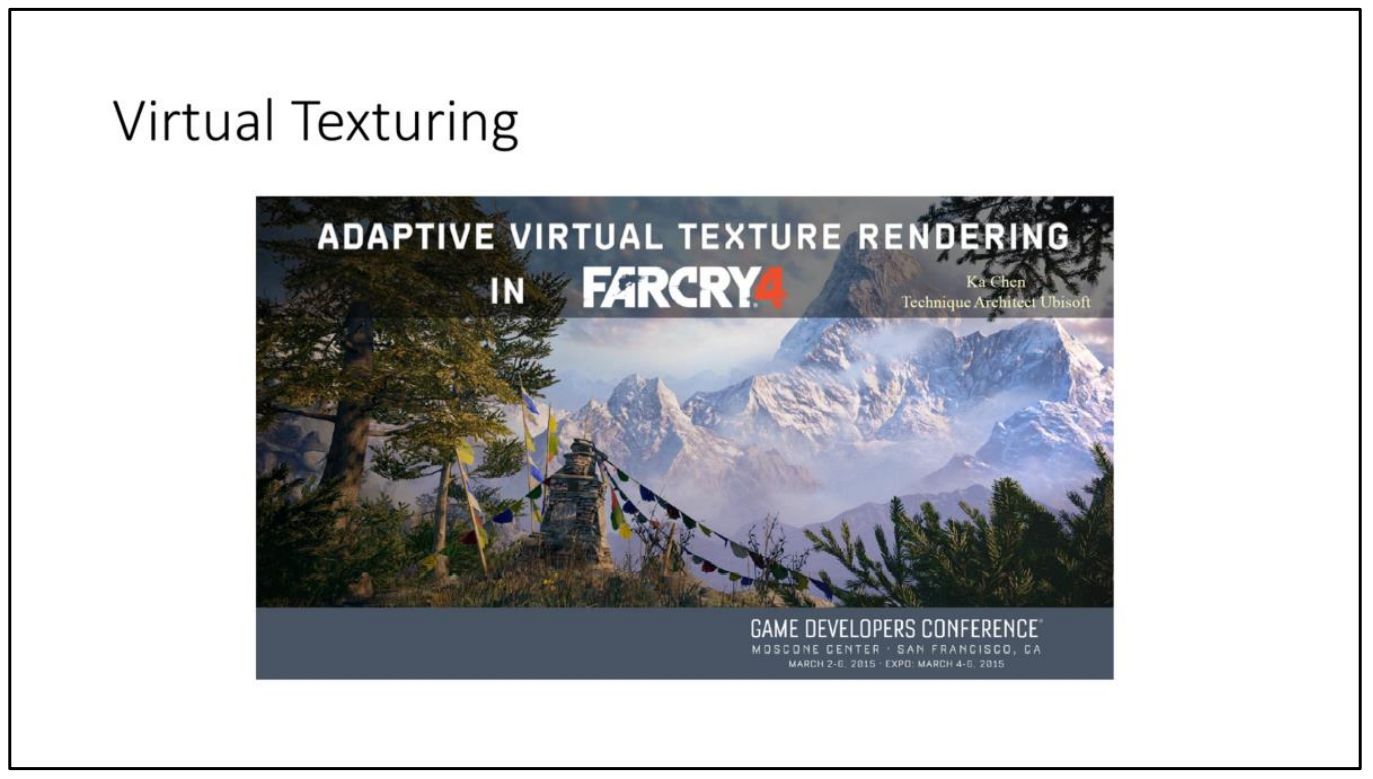 Virtual Texturing
ADAPTIVE VIRTUAL TEXTURE RENDERING
IN FARCRY4
Ka Chen
Technique Architect Ubisoft
GAME DEVELOPERS CONFERENCE
MOSCONE CENTER · SAN FRANCISCO, CA
MARCH 2-6, 2015 · EXPO: MARCH 4-6, 2015